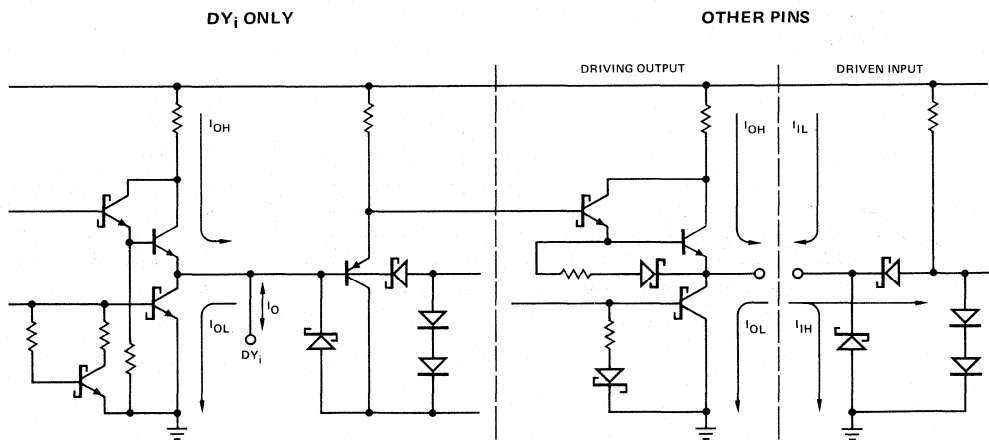 DYi ONLY
OTHER PINS
DRIVING OUTPUT
DRIVEN INPUT
IOH
IOH
IIL
IOL
IO
DYi
IOL
IIH